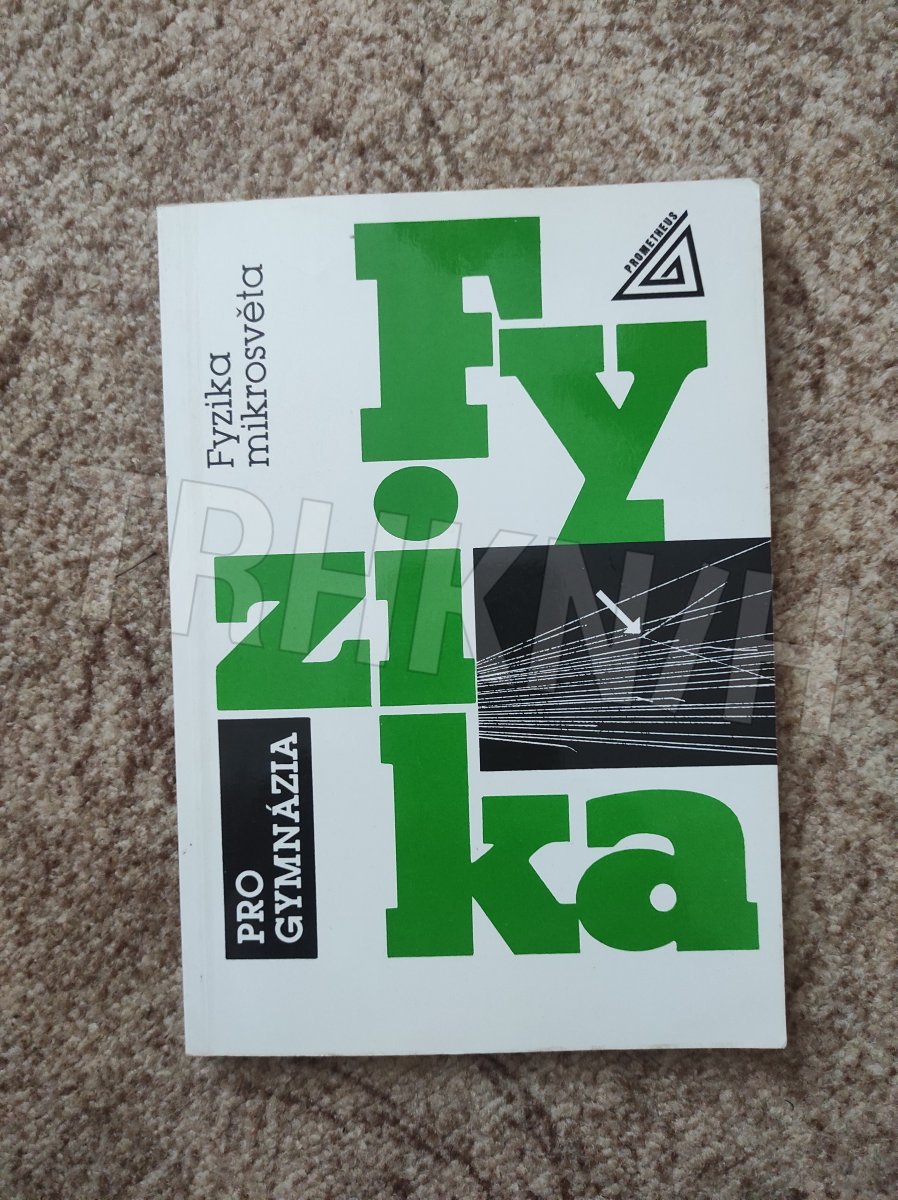 PROMETHEUS
Fyzika
mikrosvěta
Fy
zi
ka
PRO
GYMNÁZIA